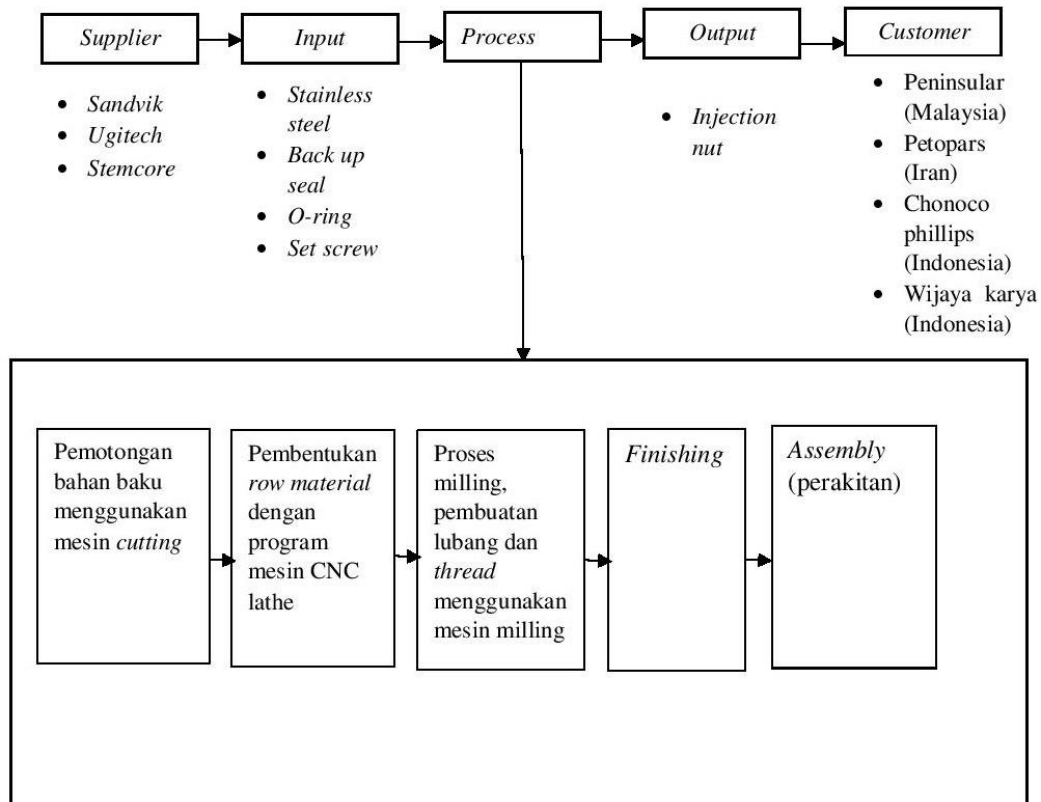 Supplier
Input
Process
Output
Customer
• Sandvik
• Ugitech
• Stemcore
• Stainless
steel
• Back up
seal
• O-ring
• Set screw
• Injection
nut
• Peninsular
(Malaysia)
• Petopars
(Iran)
• Chonoco
phillips
(Indonesia)
• Wijaya karya
(Indonesia)
Pemotongan
bahan baku
menggunakan
mesin cutting
Pembentukan
row material
dengan
program
mesin CNC
lathe
Proses
milling,
pembuatan
lubang dan
thread
menggunakan
mesin milling
Finishing
Assembly
(perakitan)